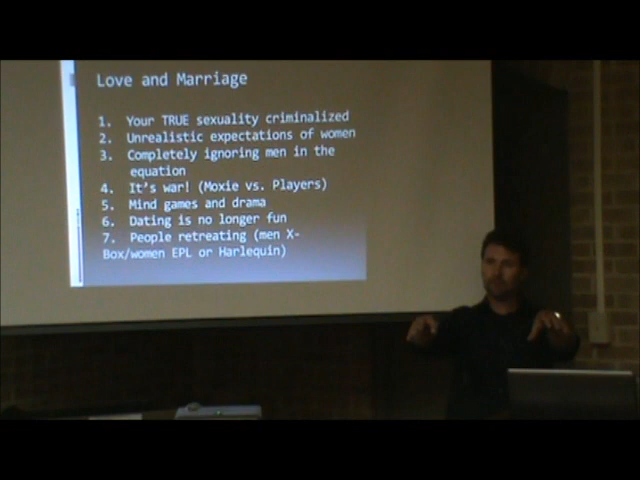 Love and Marriage
1. Your TRUE sexuality criminalized
2. Unrealistic expectations of women
3. Completely ignoring men in the
equation
4. It's war! (Moxie vs. Players)
5. Mind games and drama
6. Dating is no longer fun
7. People retreating (men X-
Box/women EPL or Harlequin)